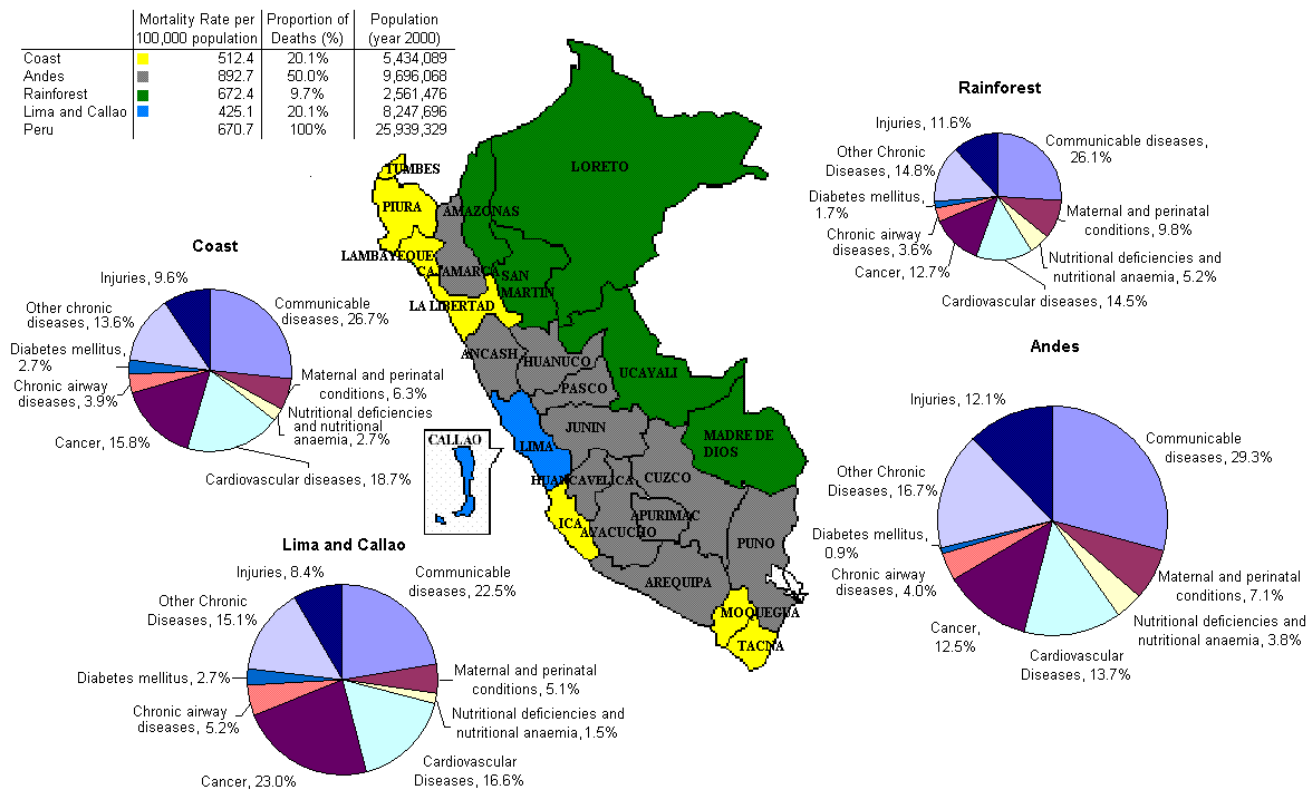 Mortality Rate per Proportion of Population
100,000 population Deaths (%) (year 2000)
Coast 512.4 20.1% 5,434,089
Andes 892.7 50.0% 9,696,068
Rainforest 672.4 9.7% 2,561,476
Lima and Callao 425.1 20.1% 8,247,696
Peru 670.7 100% 25,939,329
Rainforest
Injuries, 11.6%
Communicable diseases,
26.1%
Other Chronic
Diseases, 14.8%
Diabetes mellitus,
1.7%
Maternal and perinatal
conditions, 9.8%
Chronic airway
diseases, 3.6%
Nutritional deficiencies and
nutritional anaemia, 5.2%
Cancer, 12.7%
Cardiovascular diseases, 14.5%
LORETO
TUMBES
PIURA
AMAZONAS
LAMBAYEQUE
CAJAMARCA
SAN
MARTIN
LA LIBERTAD
ANCASH
HUANUCO
UCAYALI
PASCO
JUNIN
MADRE DE
DIOS
CALLAO
LIMA
HUANCAVELICA
CUZCO
ICA
APURIMAC
AYACUCHO
PUNO
AREQUIPA
MOQUEGUA
TACNA
Coast
Injuries, 9.6%
Communicable
diseases, 26.7%
Other chronic
diseases, 13.6%
Diabetes mellitus,
2.7%
Chronic airway
diseases, 3.9%
Maternal and perinatal
conditions, 6.3%
Nutritional deficiencies
and nutritional
anaemia, 2.7%
Cancer, 15.8%
Cardiovascular diseases, 18.7%
Andes
Injuries, 12.1%
Communicable
diseases, 29.3%
Other Chronic
Diseases, 16.7%
Diabetes mellitus,
0.9%
Chronic airway
diseases, 4.0%
Maternal and perinatal
conditions, 7.1%
Nutritional deficiencies and
nutritional anaemia, 3.8%
Cancer,
12.5%
Cardiovascular
Diseases, 13.7%
Lima and Callao
Injuries, 8.4%
Communicable
diseases, 22.5%
Other Chronic
Diseases, 15.1%
Diabetes mellitus, 2.7%
Maternal and perinatal
conditions, 5.1%
Chronic airway
diseases, 5.2%
Nutritional deficiencies and
nutritional anaemia, 1.5%
Cancer, 23.0%
Cardiovascular
Diseases, 16.6%